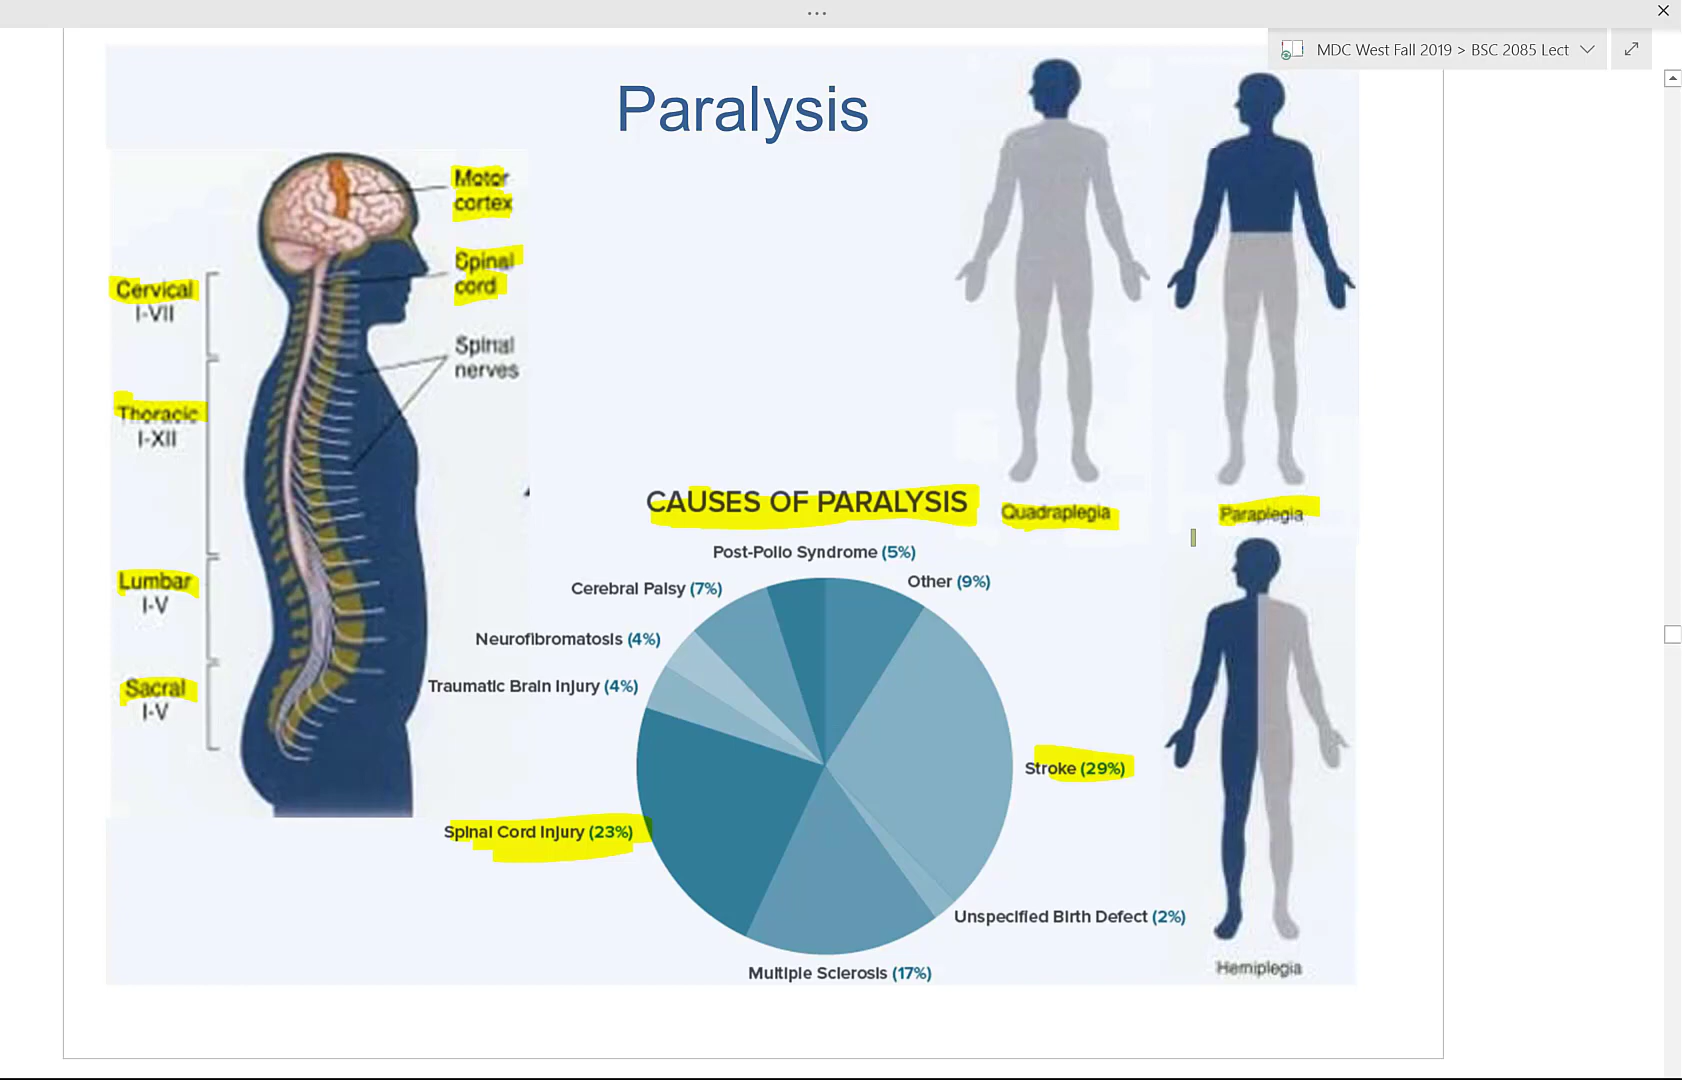 ...
MDC West Fall 2019 > BSC 2085 Lect
Paralysis
Motor
cortex
Spinal
cord
Cervical
I-VII
Spinal
nerves
Thoracic
I-XII
Lumbar
I-V
Sacral
I-V
CAUSES OF PARALYSIS
Quadraplegia
Paraplegia
Post-Polio Syndrome (5%)
Other (9%)
Cerebral Palsy (7%)
Neurofibromatosis (4%)
Traumatic Brain Injury (4%)
Stroke (29%)
Spinal Cord Injury (23%)
Unspecified Birth Defect (2%)
Multiple Sclerosis (17%)
Hemiplegia